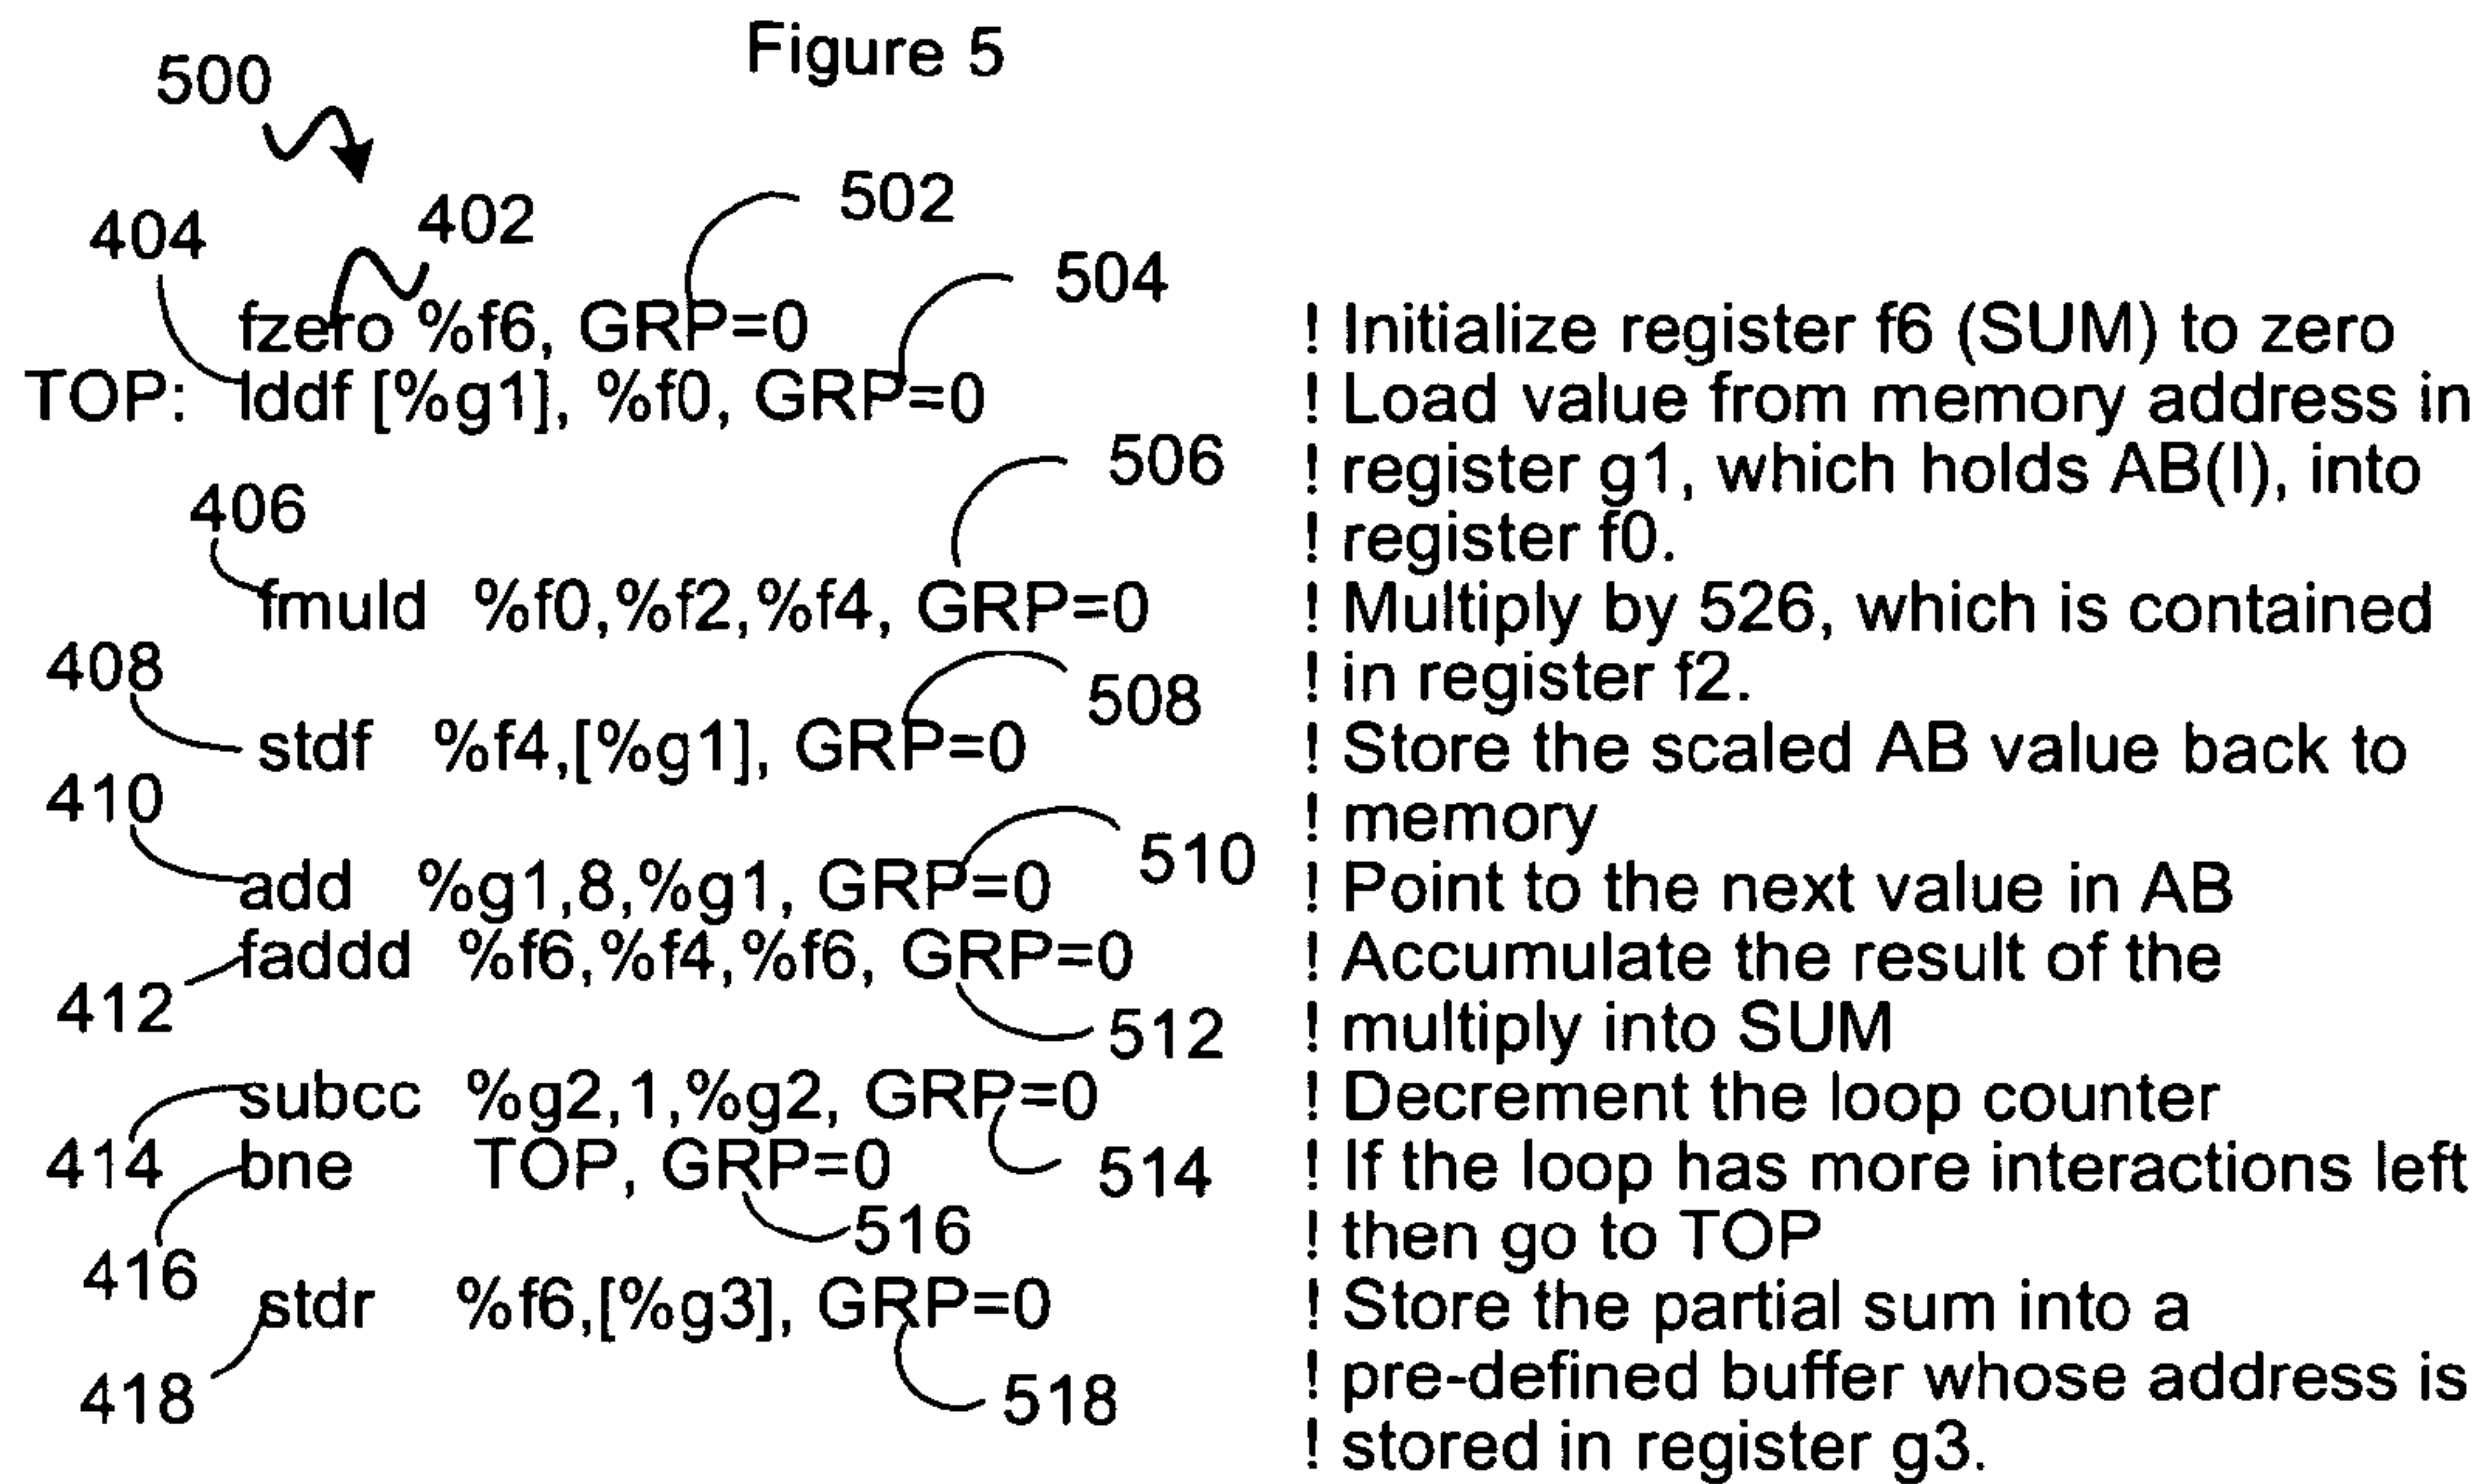 Figure 5
500
502
404
402
504
fzero %f6, GRP=0 ! Initialize register f6 (SUM) to zero
TOP: lddf [%g1], %f0, GRP=0 ! Load value from memory address in
506 ! register g1, which holds AB(I), into
406 ! register f0.
fmuld %f0,%f2,%f4, GRP=0 ! Multiply by 526, which is contained
408 508 ! in register f2.
stdf %f4,[%g1], GRP=0 ! Store the scaled AB value back to
410 510 ! memory
add %g1,8,%g1, GRP=0 ! Point to the next value in AB
faddd %f6,%f4,%f6, GRP=0 ! Accumulate the result of the
412 512 ! multiply into SUM
subcc %g2,1,%g2, GRP=0 ! Decrement the loop counter
414 bne TOP, GRP=0 514 ! If the loop has more interactions left
416 516 ! then go to TOP
stdr %f6,[%g3], GRP=0 ! Store the partial sum into a
418 518 ! pre-defined buffer whose address is
! stored in register g3.